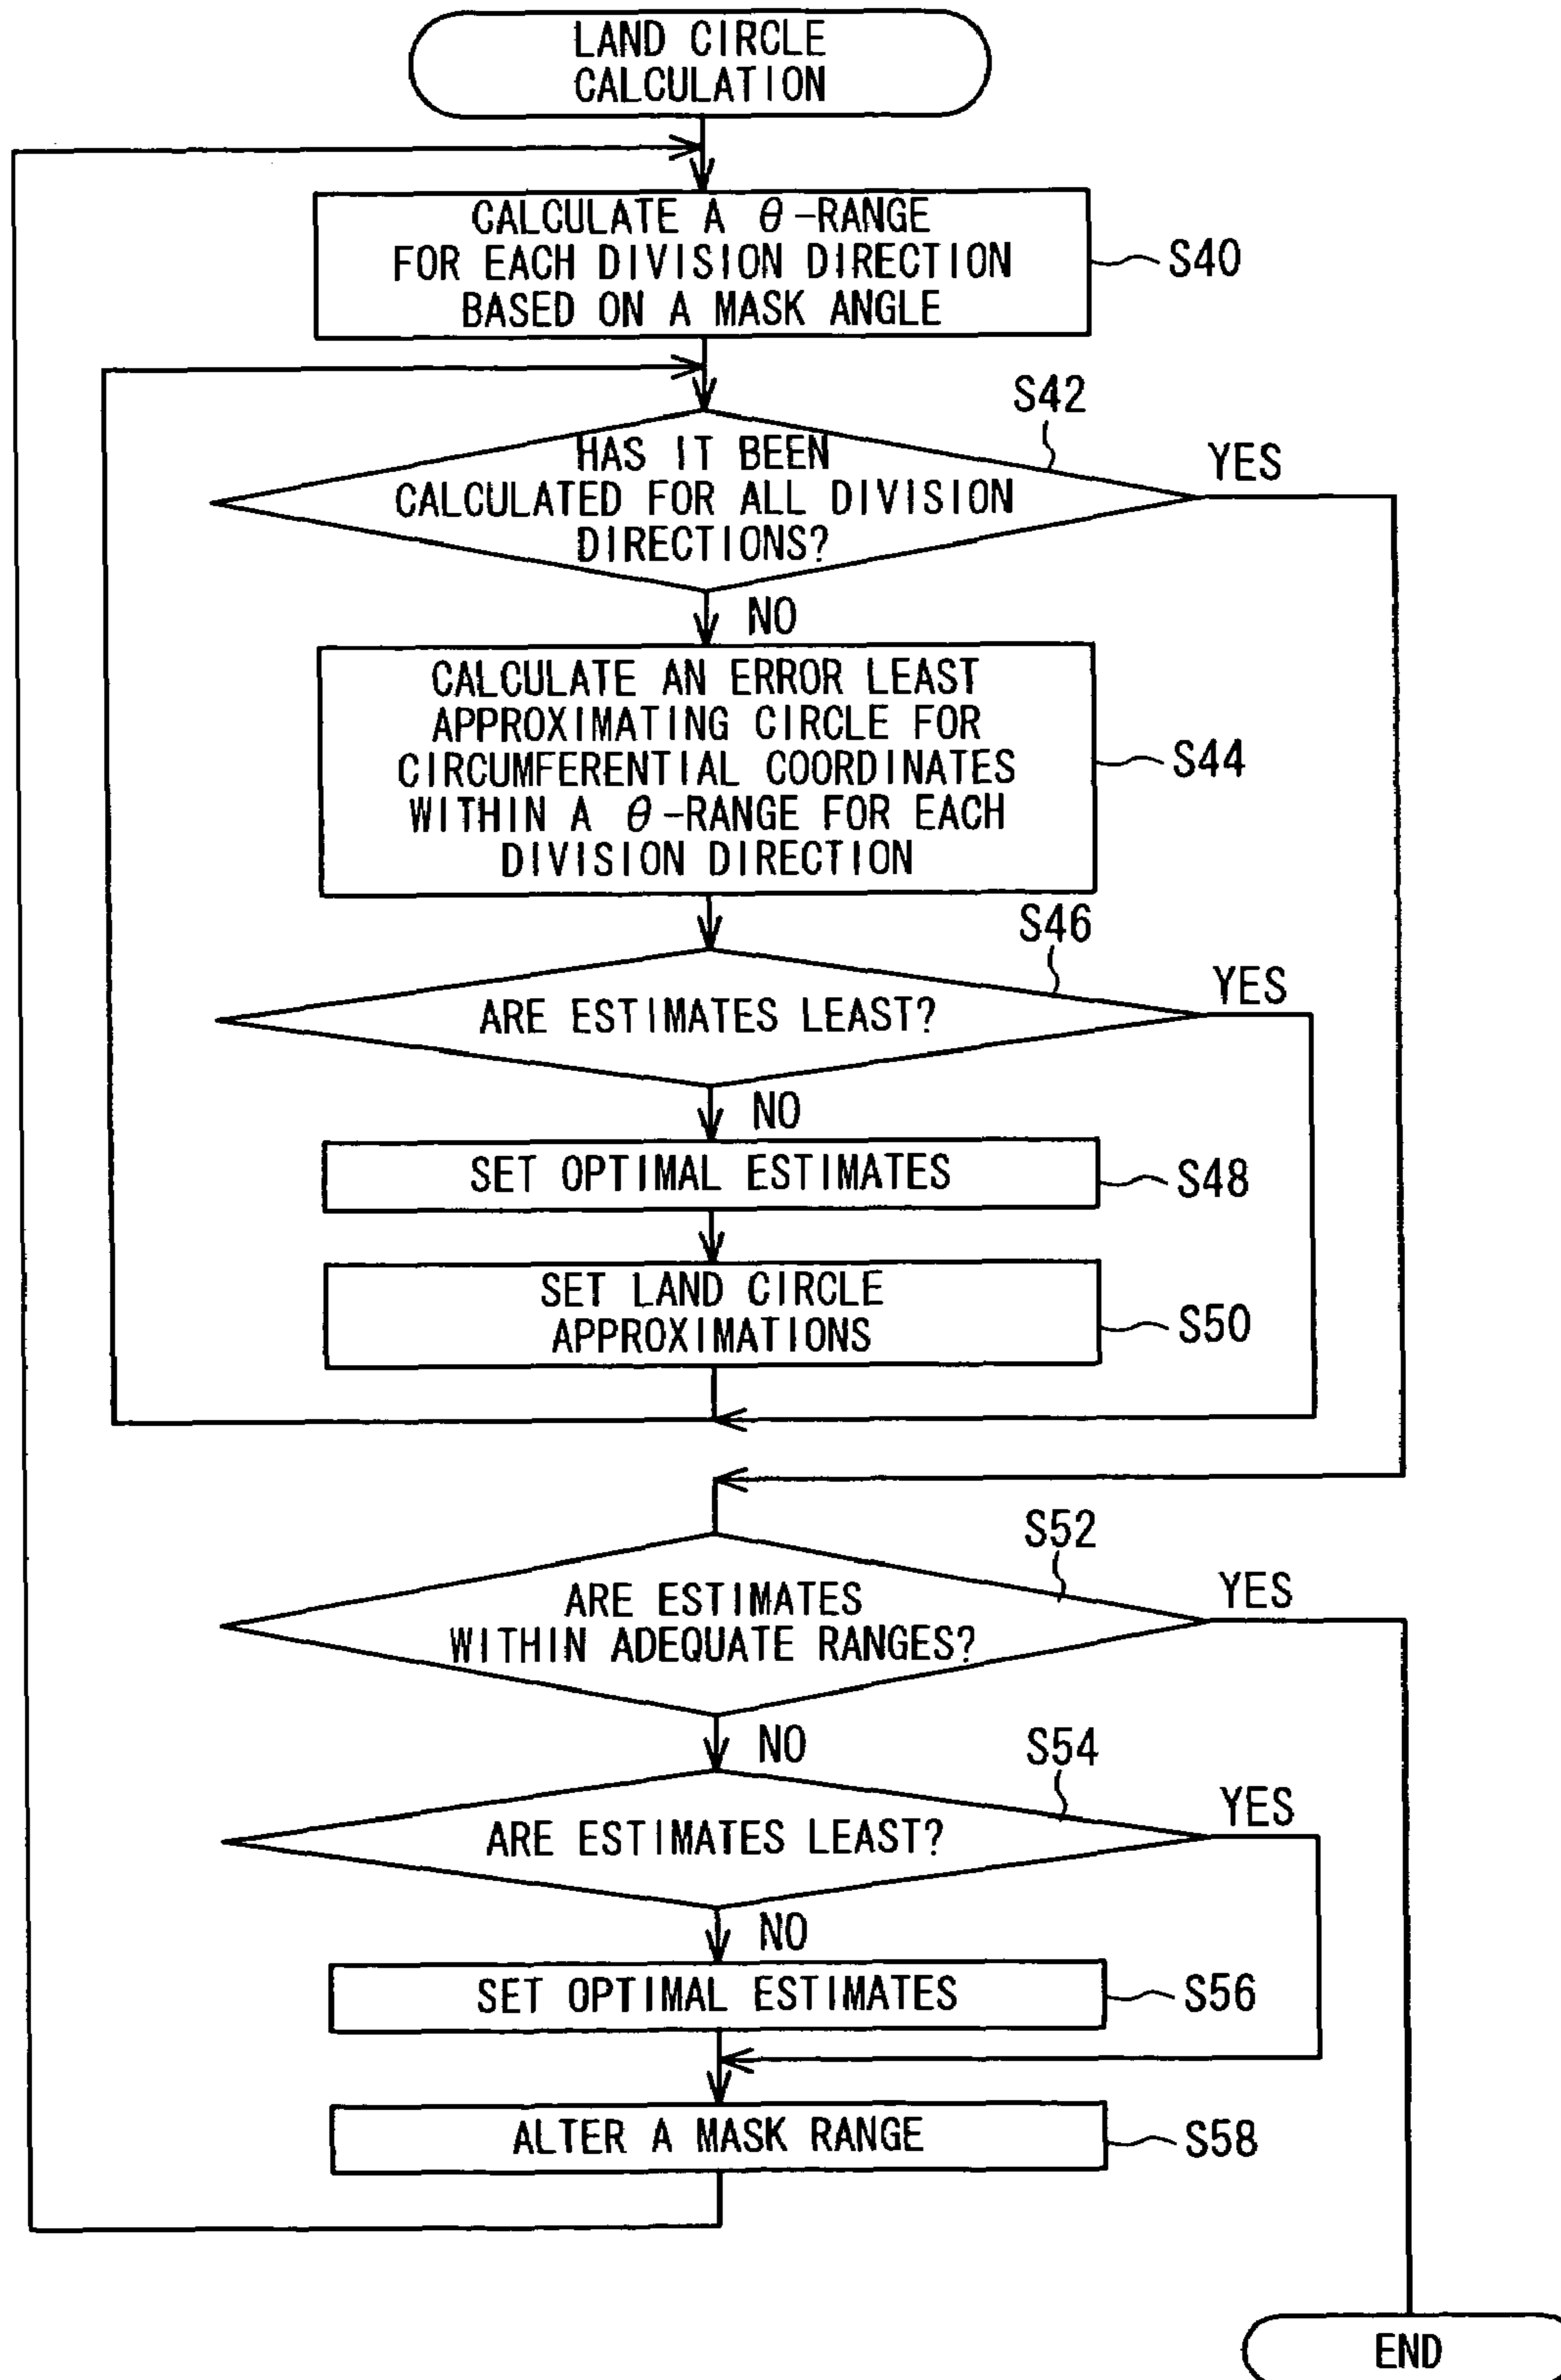 LAND CIRCLE
CALCULATION
CALCULATE A θ-RANGE
FOR EACH DIVISION DIRECTION
BASED ON A MASK ANGLE
S40
S42
HAS IT BEEN
CALCULATED FOR ALL DIVISION
DIRECTIONS?
YES
NO
CALCULATE AN ERROR LEAST
APPROXIMATING CIRCLE FOR
CIRCUMFERENTIAL COORDINATES
WITHIN A θ-RANGE FOR EACH
DIVISION DIRECTION
S44
S46
ARE ESTIMATES LEAST?
YES
NO
SET OPTIMAL ESTIMATES
S48
SET LAND CIRCLE
APPROXIMATIONS
S50
S52
ARE ESTIMATES
WITHIN ADEQUATE RANGES?
YES
NO
S54
ARE ESTIMATES LEAST?
YES
NO
SET OPTIMAL ESTIMATES
S56
ALTER A MASK RANGE
S58
END